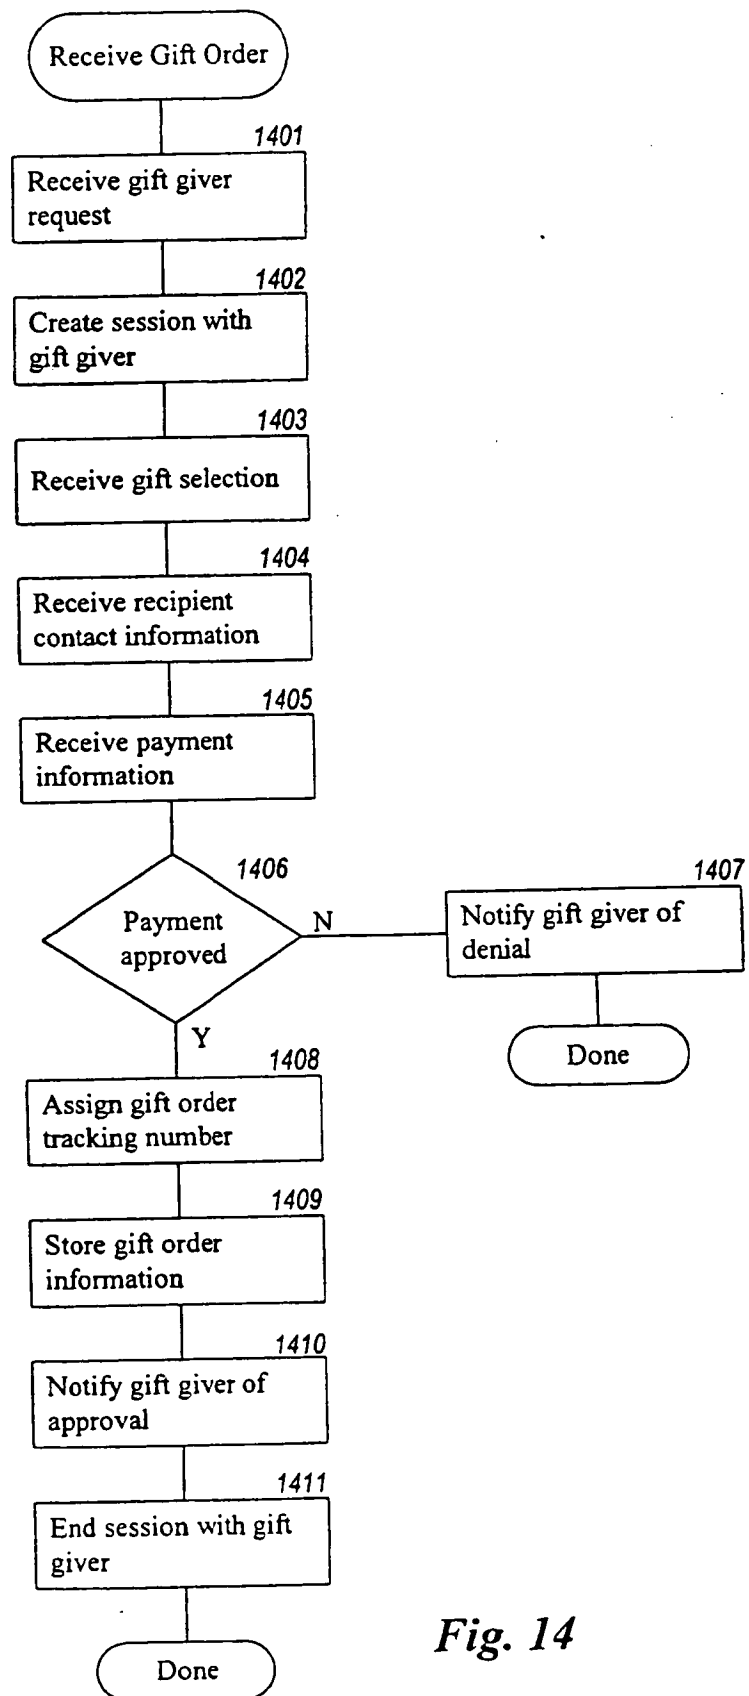 Receive Gift Order
1401
Receive gift giver
request
1402
Create session with
gift giver
1403
Receive gift selection
1404
Receive recipient
contact information
1405
Receive payment
information
1406
Payment
approved
N
1407
Notify gift giver of
denial
Done
Y
1408
Assign gift order
tracking number
1409
Store gift order
information
1410
Notify gift giver of
approval
1411
End session with gift
giver
Done
Fig. 14